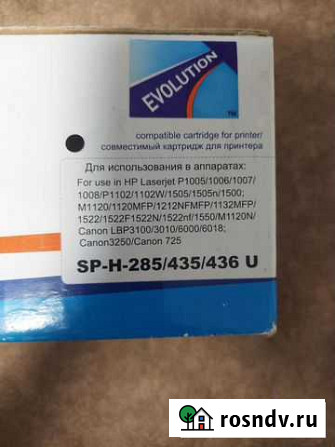 EVOLUTION
TM
compatible cartridge for printer/
совместимый картридж для принтера
Для использования в аппаратах:
For use in HP Laserjet P1005/1006/1007
/1008/P1102/1102W/1505/1505n/1500;
M1120/1120MFP/1212NFMFP/1132MFP/
1522/1522F1522N/1522nf/1550/M1120N/
Canon LBP3100/3010/6000/6018;
Canon3250/Canon 725
SP-H-285/435/436 U
rosndv.ru